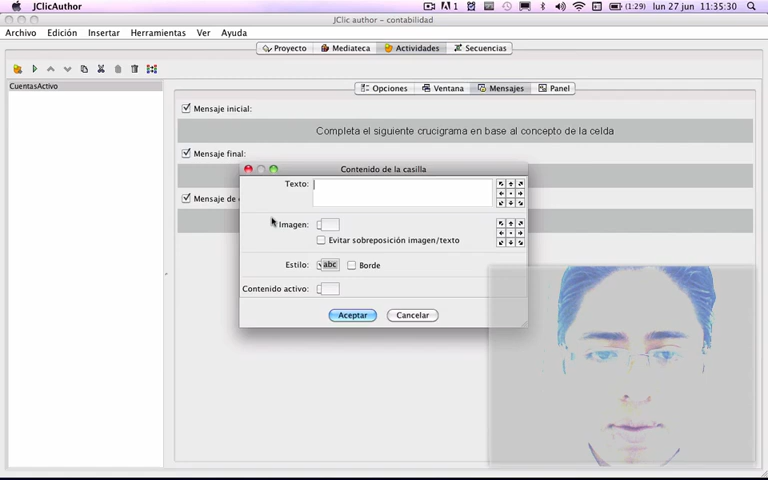 JClicAuthor
1
(1:29) lun 27 jun 11:35:30
JClic author - contabilidad
Archivo Edición Insertar Herramientas Ver Ayuda
Proyecto Mediateca Actividades Secuencias
CuentasActivo
Opciones Ventana Mensajes Panel
Mensaje inicial:
Completa el siguiente crucigrama en base al concepto de la celda
Mensaje final:
Mensaje de
Contenido de la casilla
Texto:
Imagen:
Evitar sobreposición imagen/texto
Estilo: abc Borde
Contenido activo:
Aceptar Cancelar